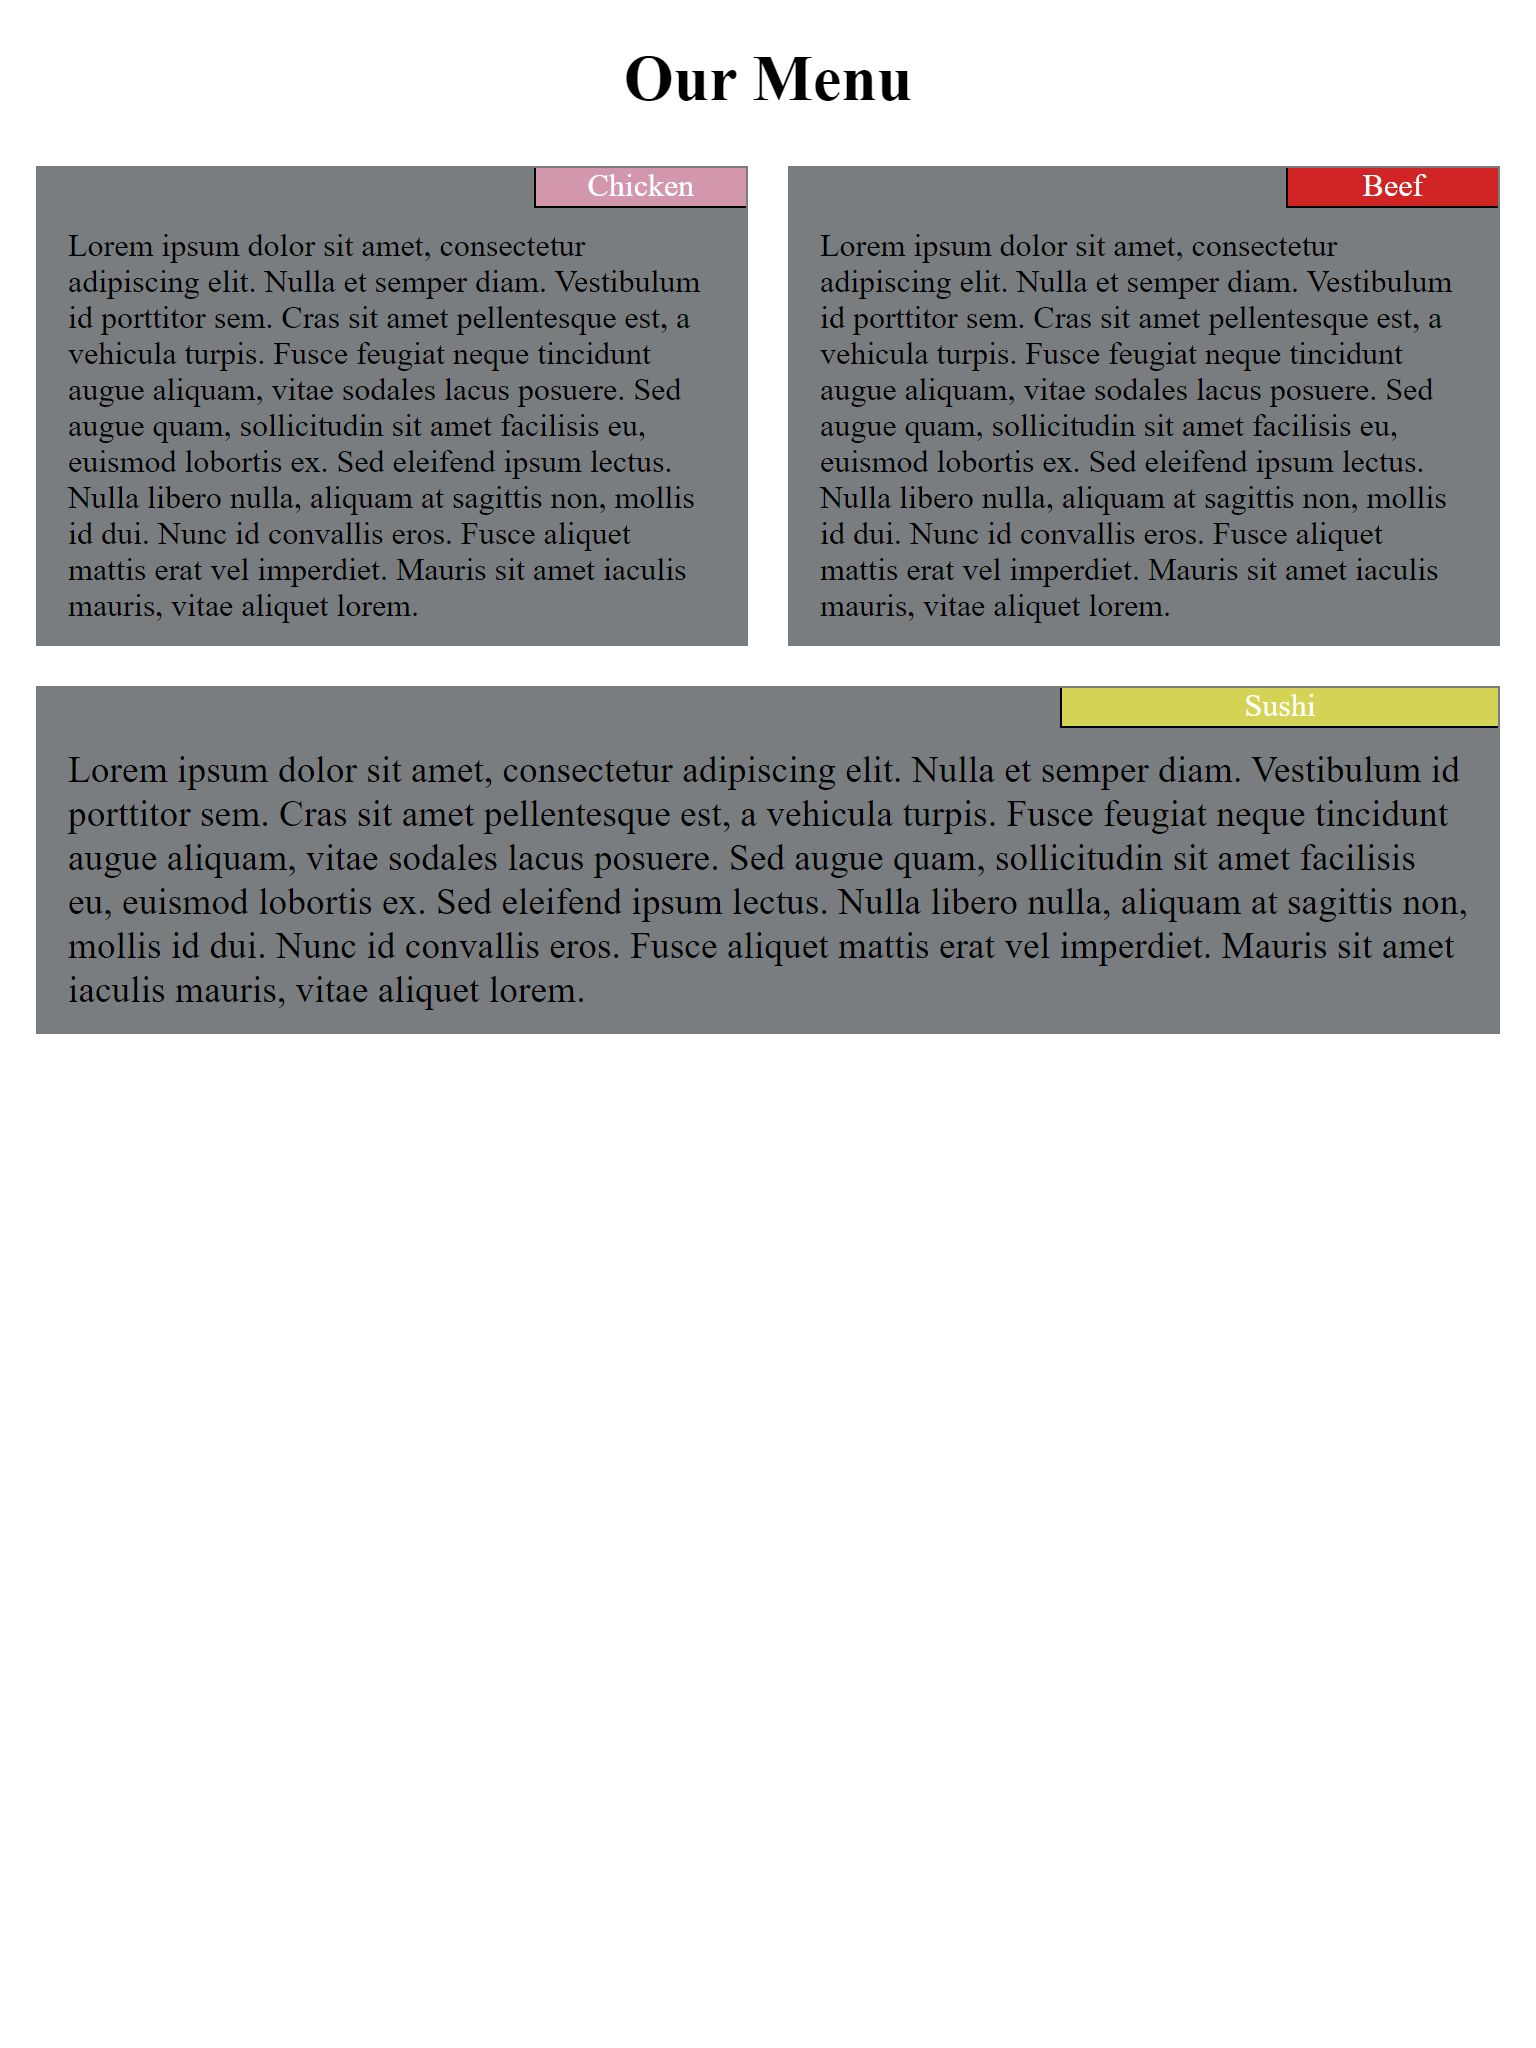 Our Menu
Chicken
Lorem ipsum dolor sit amet, consectetur
adipiscing elit. Nulla et semper diam. Vestibulum
id porttitor sem. Cras sit amet pellentesque est, a
vehicula turpis. Fusce feugiat neque tincidunt
augue aliquam, vitae sodales lacus posuere. Sed
augue quam, sollicitudin sit amet facilisis eu,
euismod lobortis ex. Sed eleifend ipsum lectus.
Nulla libero nulla, aliquam at sagittis non, mollis
id dui. Nunc id convallis eros. Fusce aliquet
mattis erat vel imperdiet. Mauris sit amet iaculis
mauris, vitae aliquet lorem.
Beef
Lorem ipsum dolor sit amet, consectetur
adipiscing elit. Nulla et semper diam. Vestibulum
id porttitor sem. Cras sit amet pellentesque est, a
vehicula turpis. Fusce feugiat neque tincidunt
augue aliquam, vitae sodales lacus posuere. Sed
augue quam, sollicitudin sit amet facilisis eu,
euismod lobortis ex. Sed eleifend ipsum lectus.
Nulla libero nulla, aliquam at sagittis non, mollis
id dui. Nunc id convallis eros. Fusce aliquet
mattis erat vel imperdiet. Mauris sit amet iaculis
mauris, vitae aliquet lorem.
Sushi
Lorem ipsum dolor sit amet, consectetur adipiscing elit. Nulla et semper diam. Vestibulum id
porttitor sem. Cras sit amet pellentesque est, a vehicula turpis. Fusce feugiat neque tincidunt
augue aliquam, vitae sodales lacus posuere. Sed augue quam, sollicitudin sit amet facilisis
eu, euismod lobortis ex. Sed eleifend ipsum lectus. Nulla libero nulla, aliquam at sagittis non,
mollis id dui. Nunc id convallis eros. Fusce aliquet mattis erat vel imperdiet. Mauris sit amet
iaculis mauris, vitae aliquet lorem.